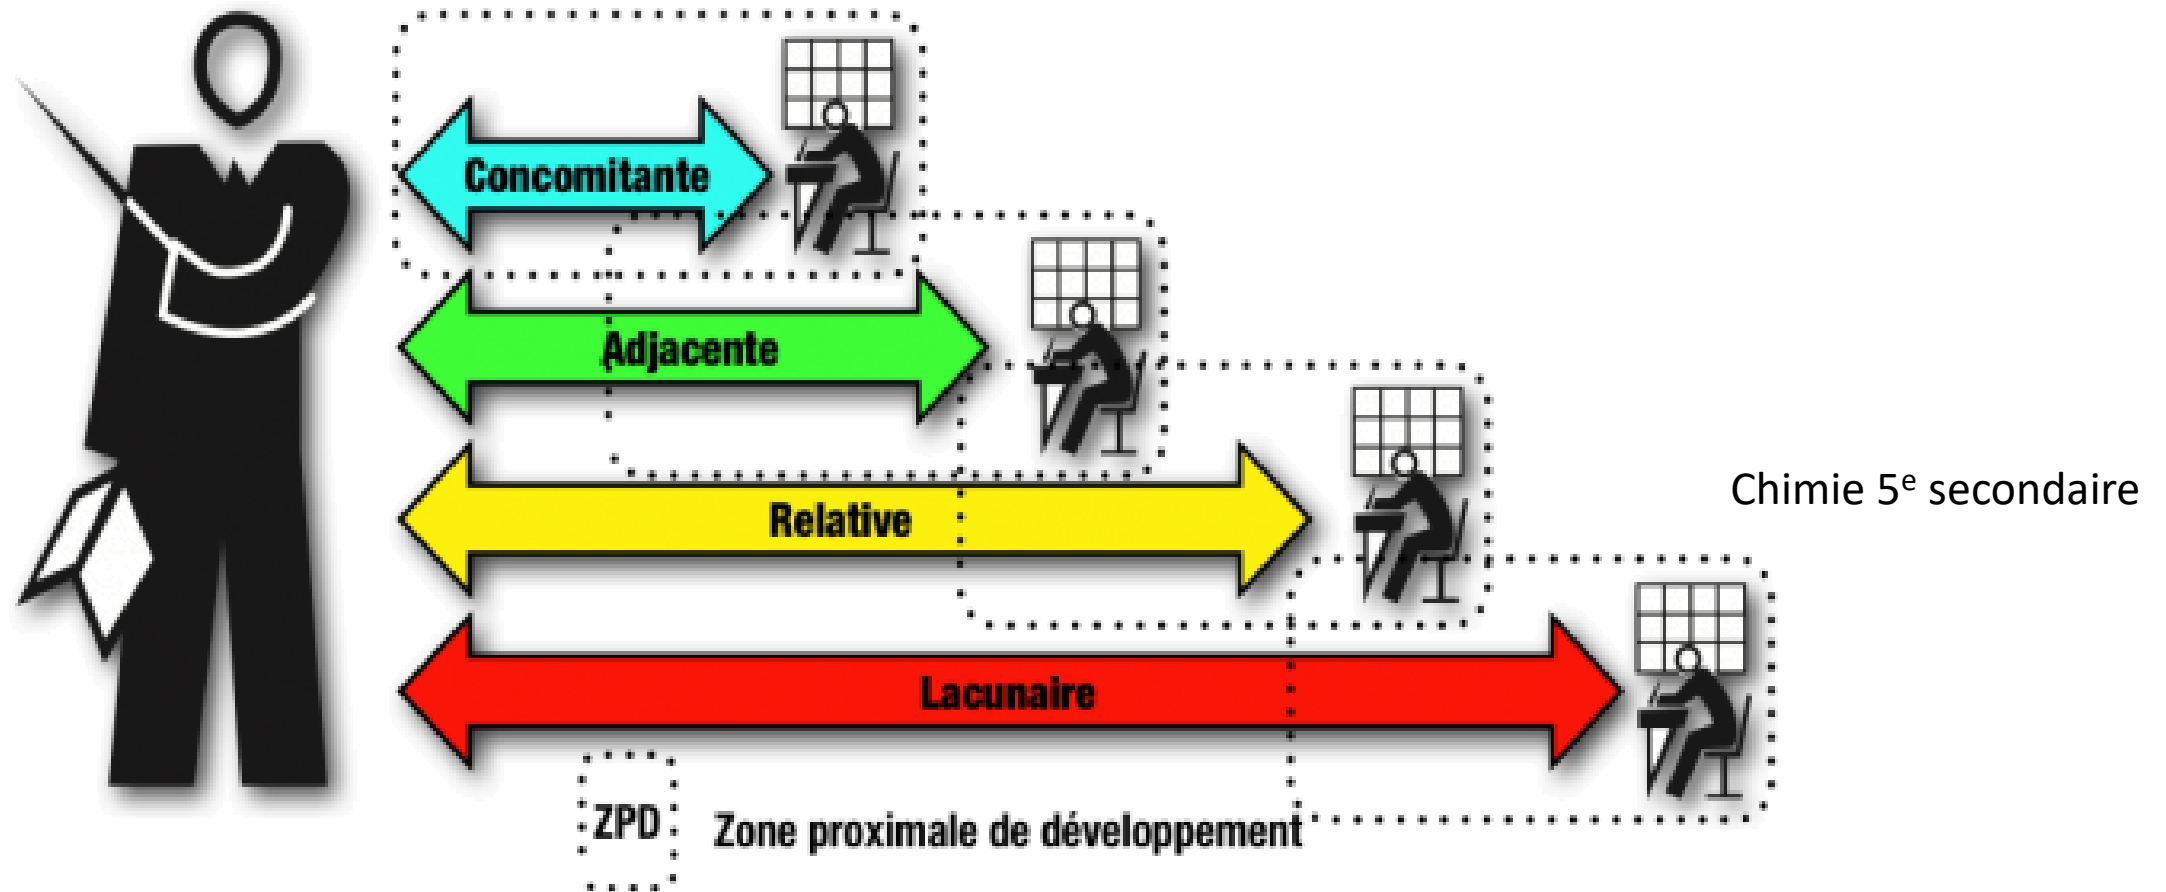 Concomitante
Adjacente
Relative
Chimie 5e secondaire
Lacunaire
ZPD
Zone proximale de développement